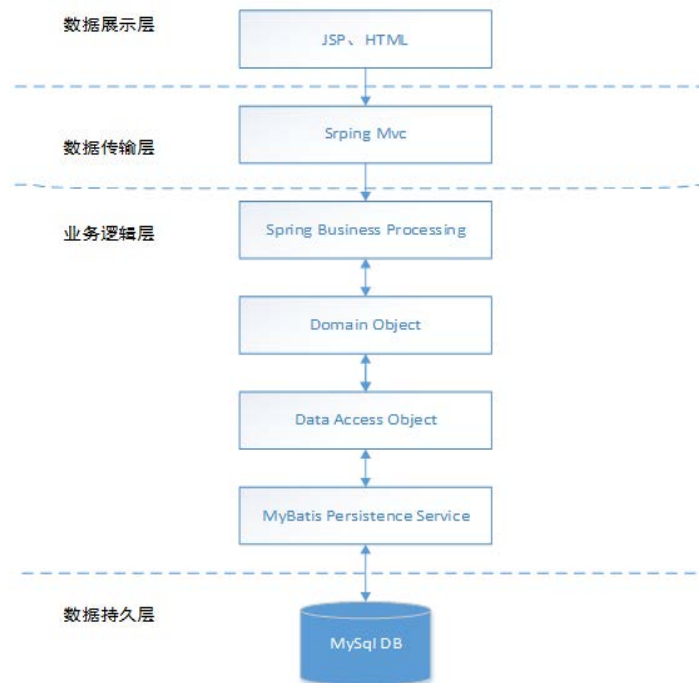 数据展示层
JSP、HTML
Srping Mvc
数据传输层
业务逻辑层
Spring Business Processing
Domain Object
Data Access Object
MyBatis Persistence Service
数据持久层
MySql DB